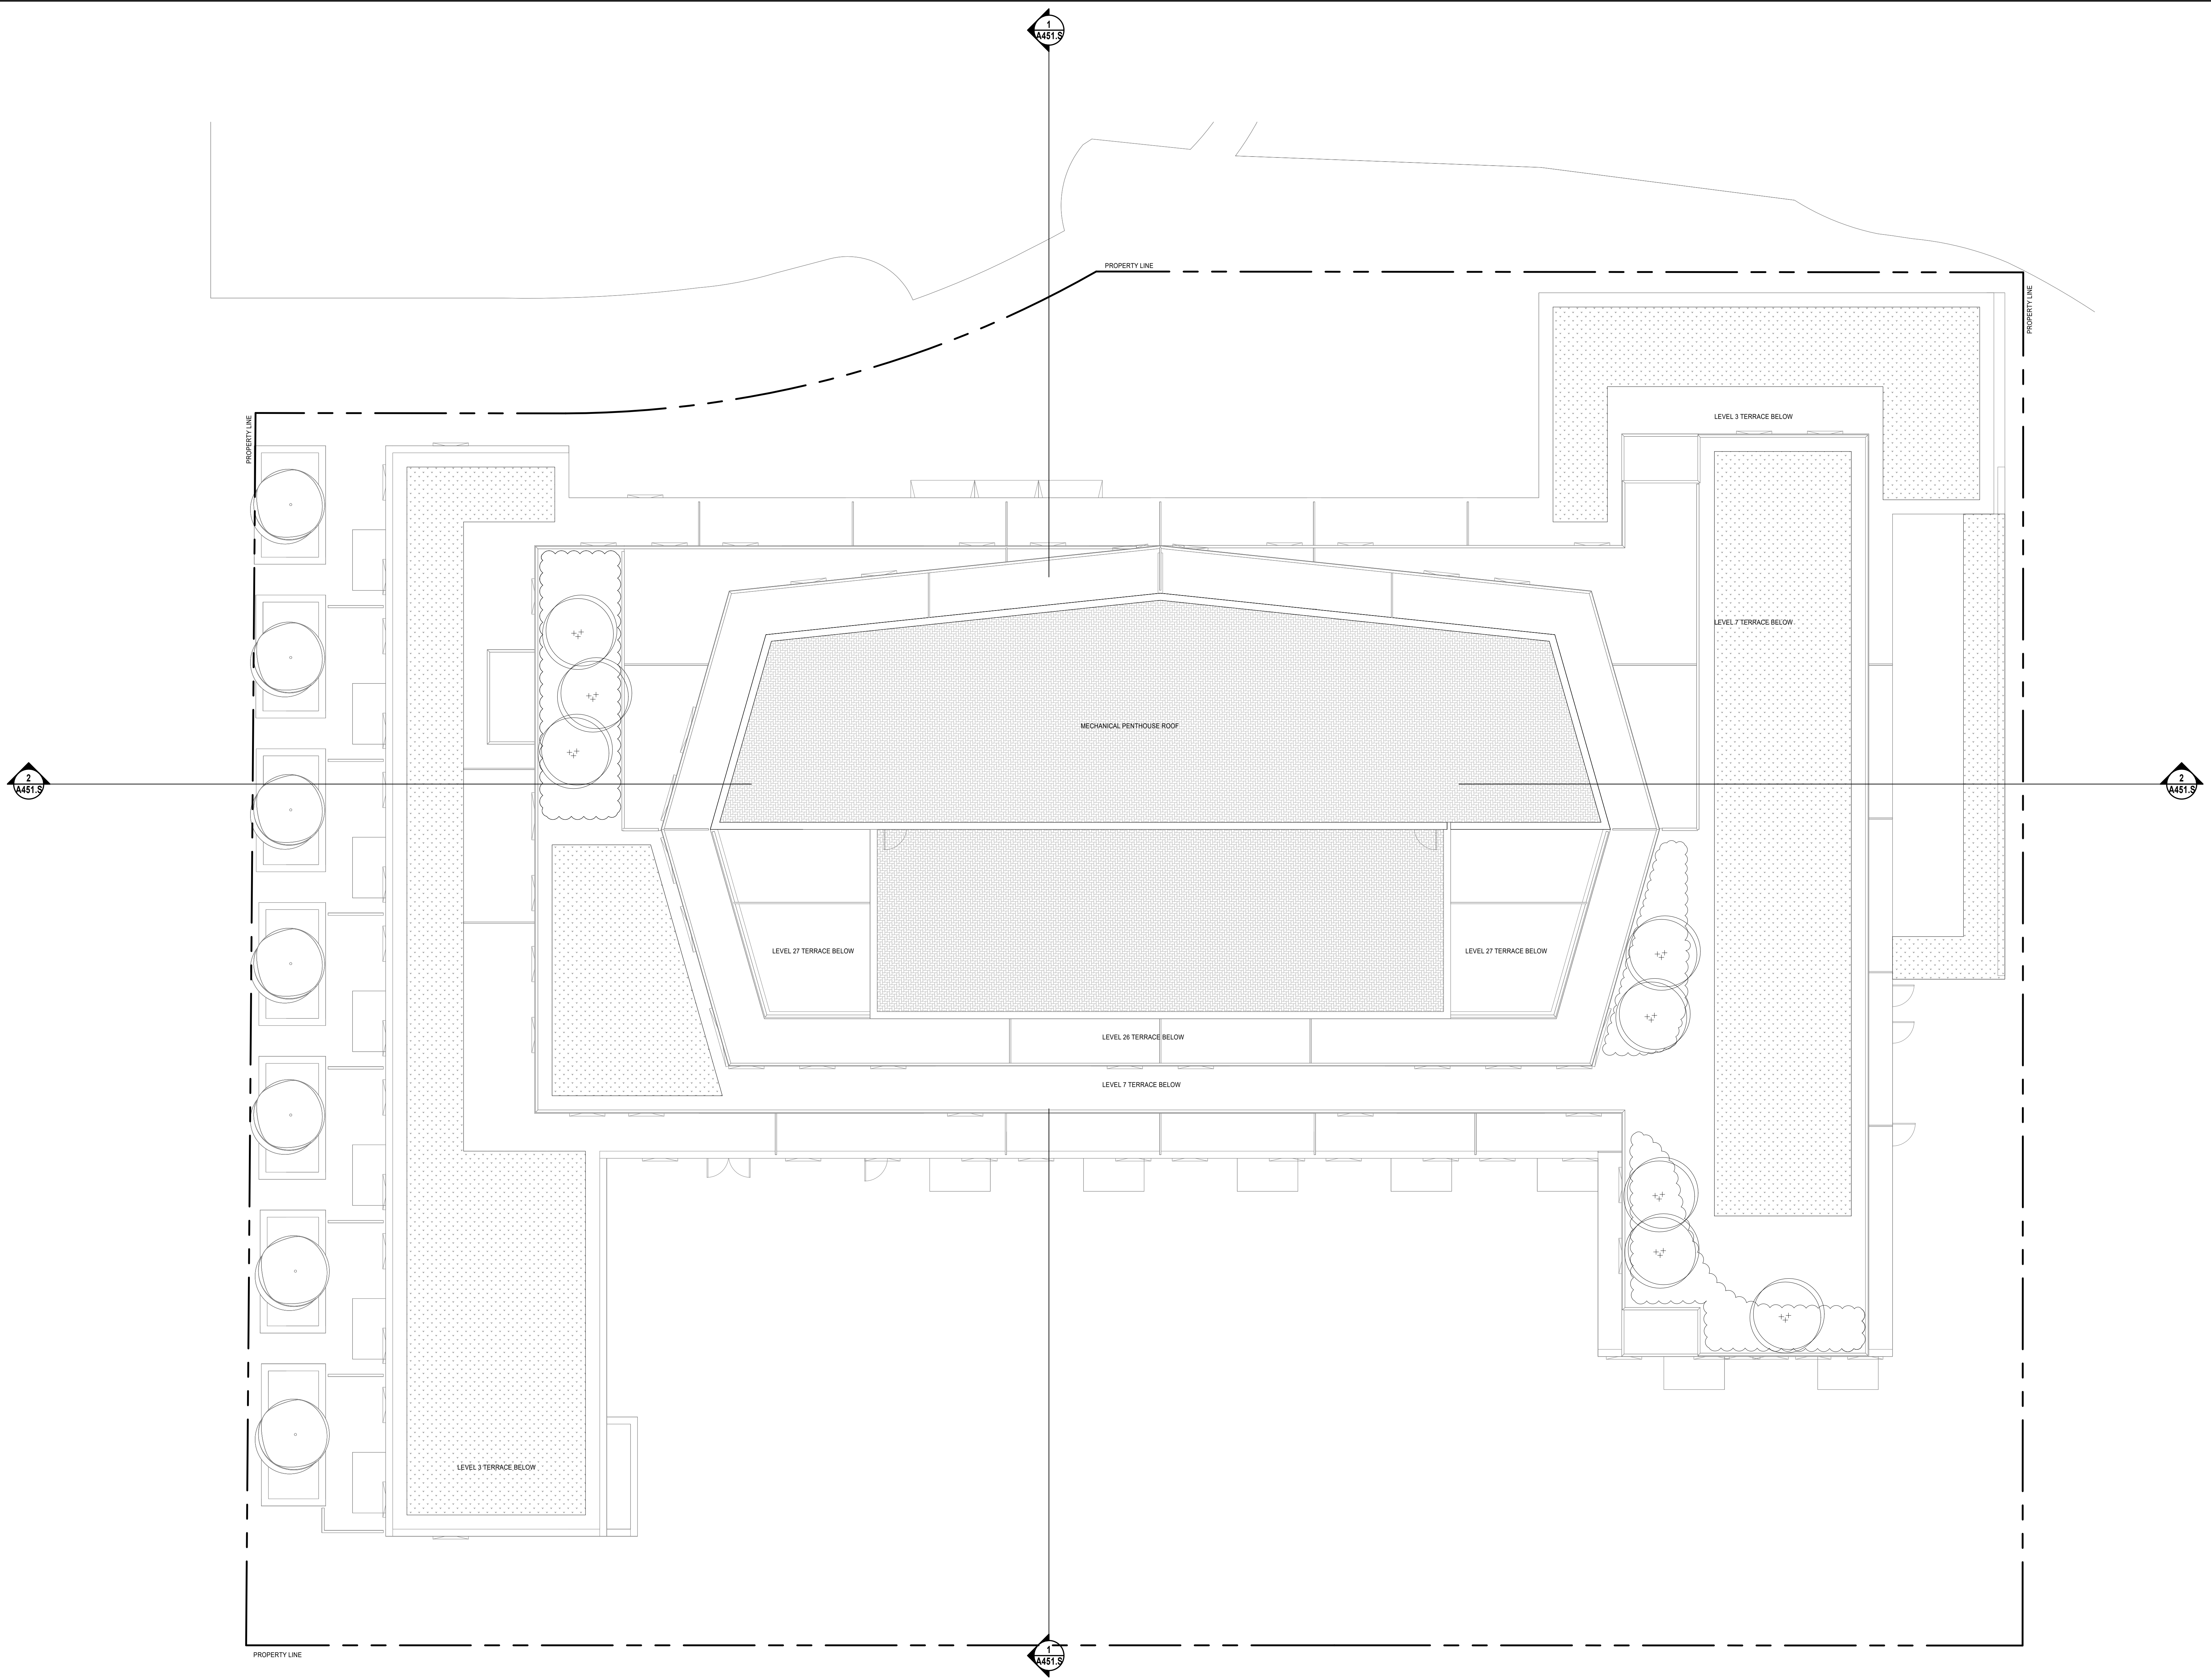 1
A451.S
PROPERTY LINE
PROPERTY LINE
PROPERTY LINE
LEVEL 3 TERRACE BELOW
LEVEL 7 TERRACE BELOW
MECHANICAL PENTHOUSE ROOF
2
A451.S
2
A451.S
LEVEL 27 TERRACE BELOW
LEVEL 27 TERRACE BELOW
LEVEL 26 TERRACE BELOW
LEVEL 7 TERRACE BELOW
LEVEL 3 TERRACE BELOW
PROPERTY LINE
1
A451.S